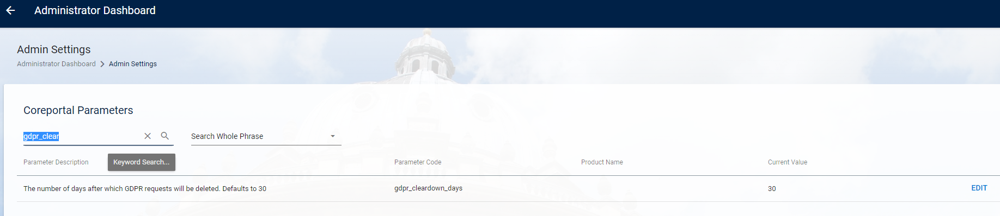 Administrator Dashboard
Admin Settings
Administrator Dashboard > Admin Settings
Coreportal Parameters
gdpr_clear
Search Whole Phrase
Parameter Description
Keyword Search...
Parameter Code
Product Name
Current Value
The number of days after which GDPR requests will be deleted. Defaults to 30
gdpr_cleardown_days
30
EDIT